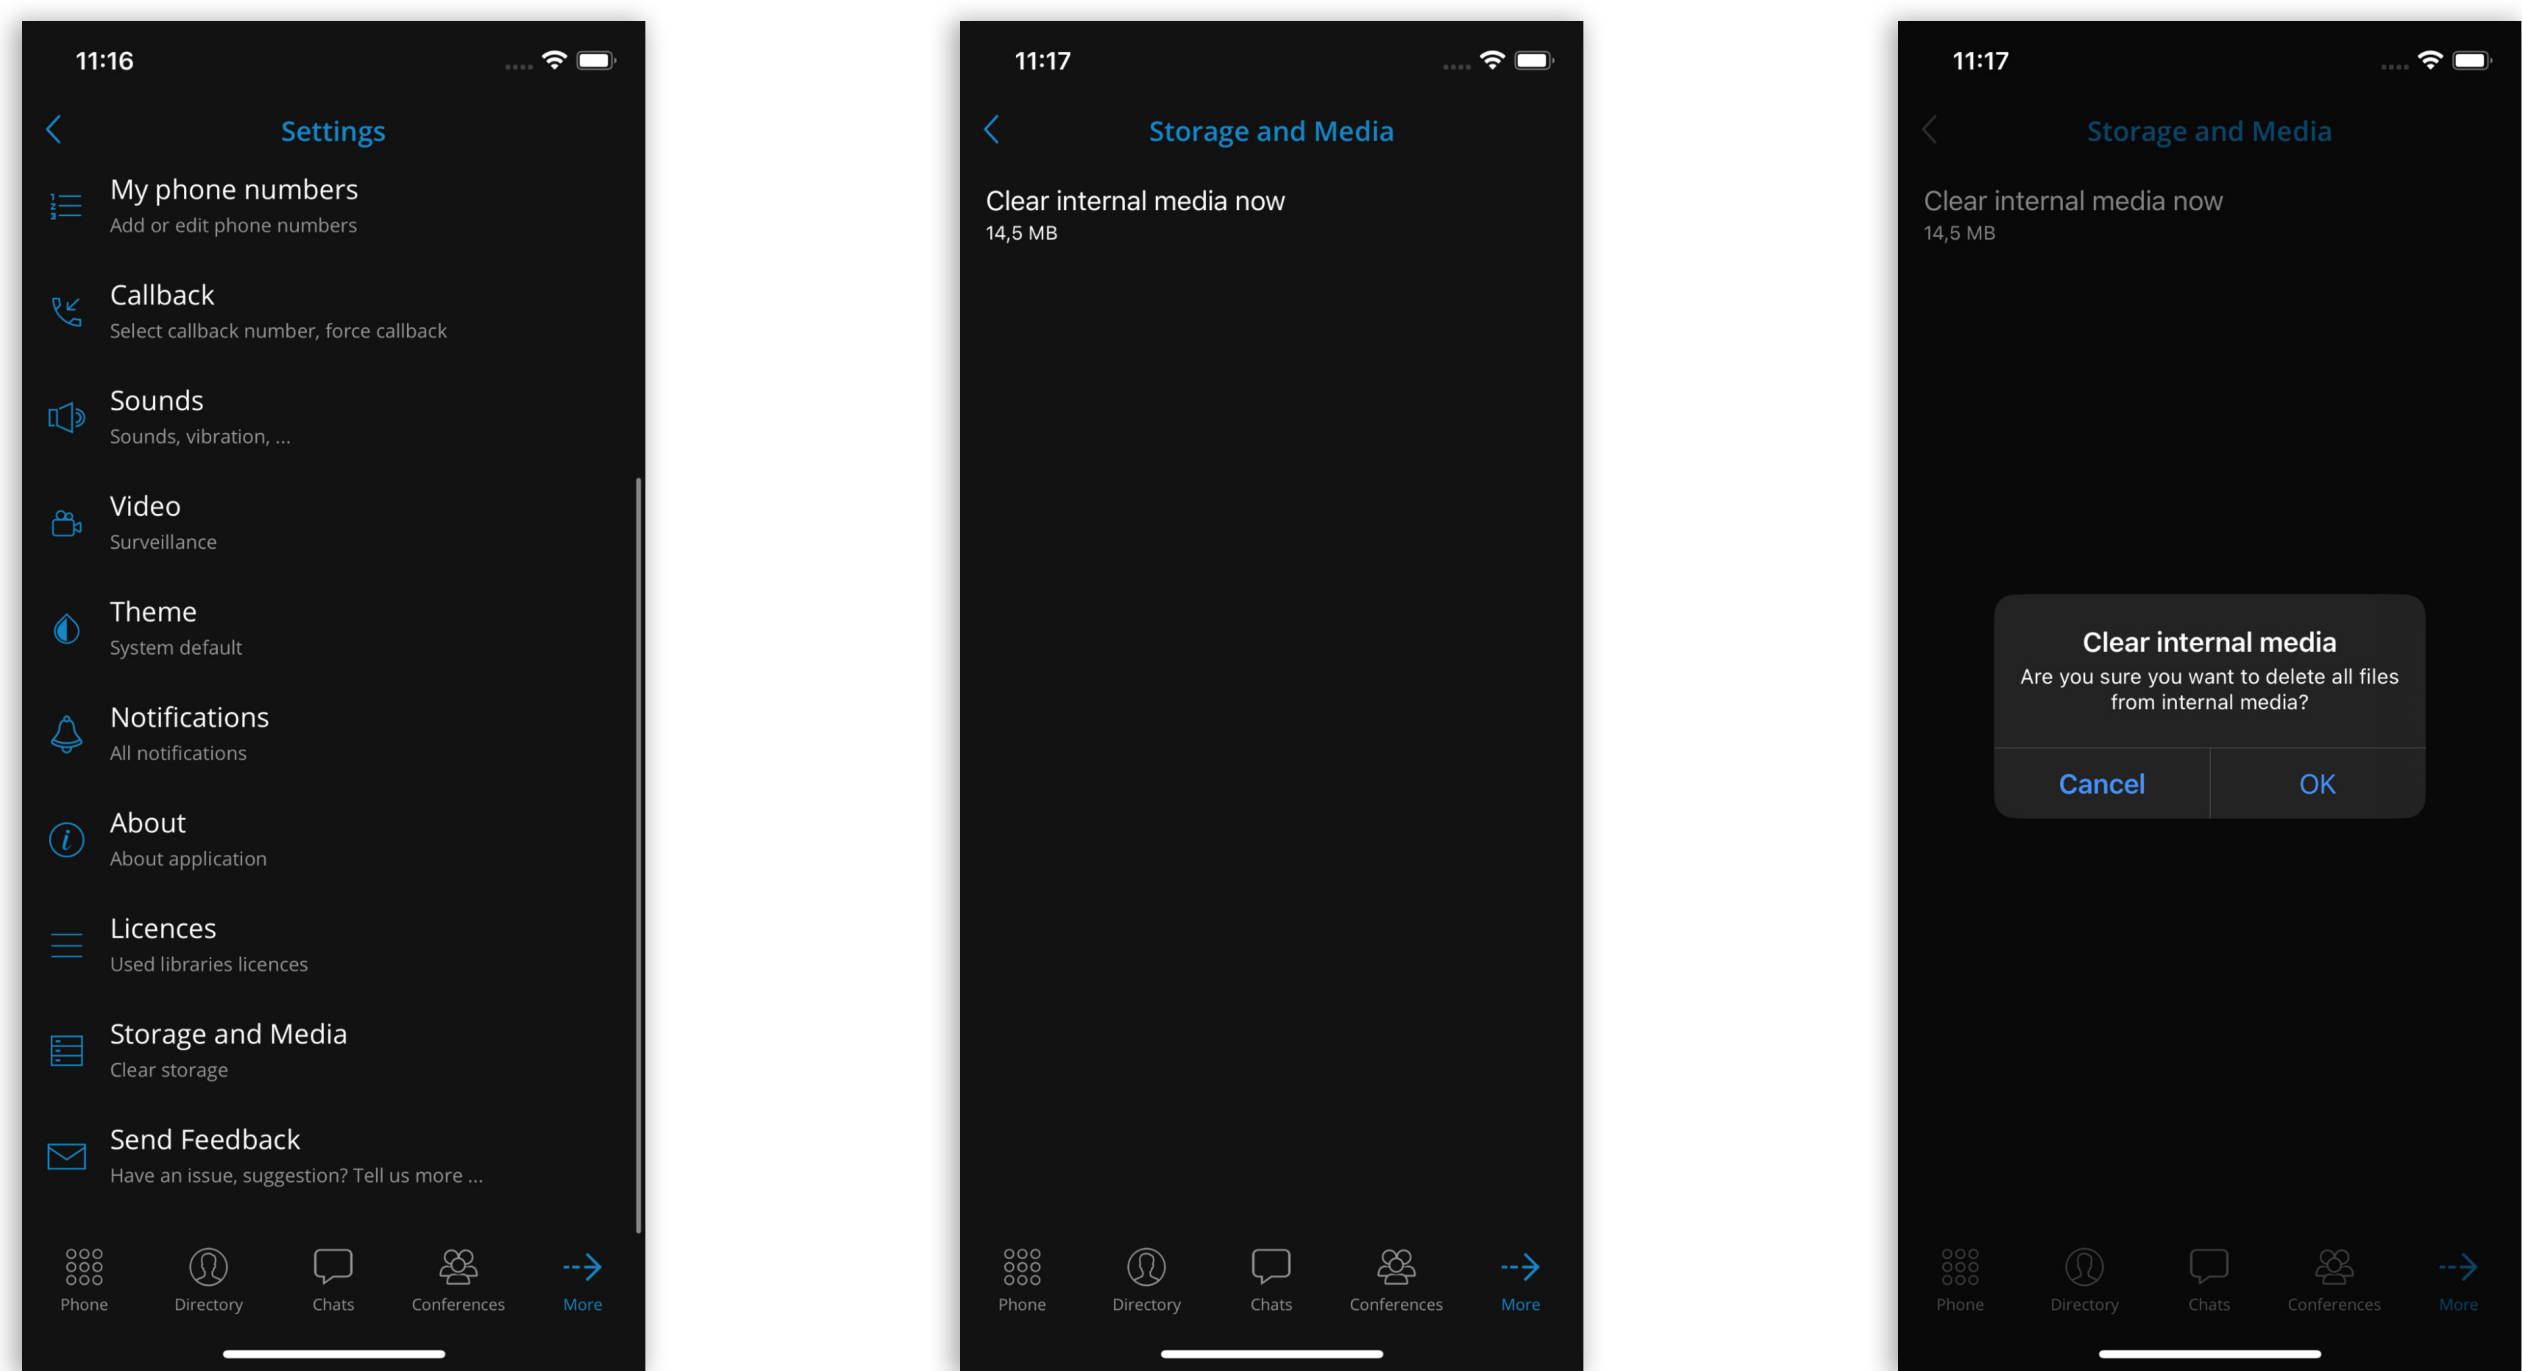 11:16
Settings
My phone numbers
Add or edit phone numbers
Callback
Select callback number, force callback
Sounds
Sounds, vibration, ...
Video
Surveillance
Theme
System default
Notifications
All notifications
About
About application
Licences
Used libraries licences
Storage and Media
Clear storage
Send Feedback
Have an issue, suggestion? Tell us more ...
Phone
Directory
Chats
Conferences
More
11:17
Storage and Media
Clear internal media now
14,5 MB
Phone
Directory
Chats
Conferences
More
11:17
Storage and Media
Clear internal media now
14,5 MB
Clear internal media
Are you sure you want to delete all files
from internal media?
Cancel
OK
Phone
Directory
Chats
Conferences
More